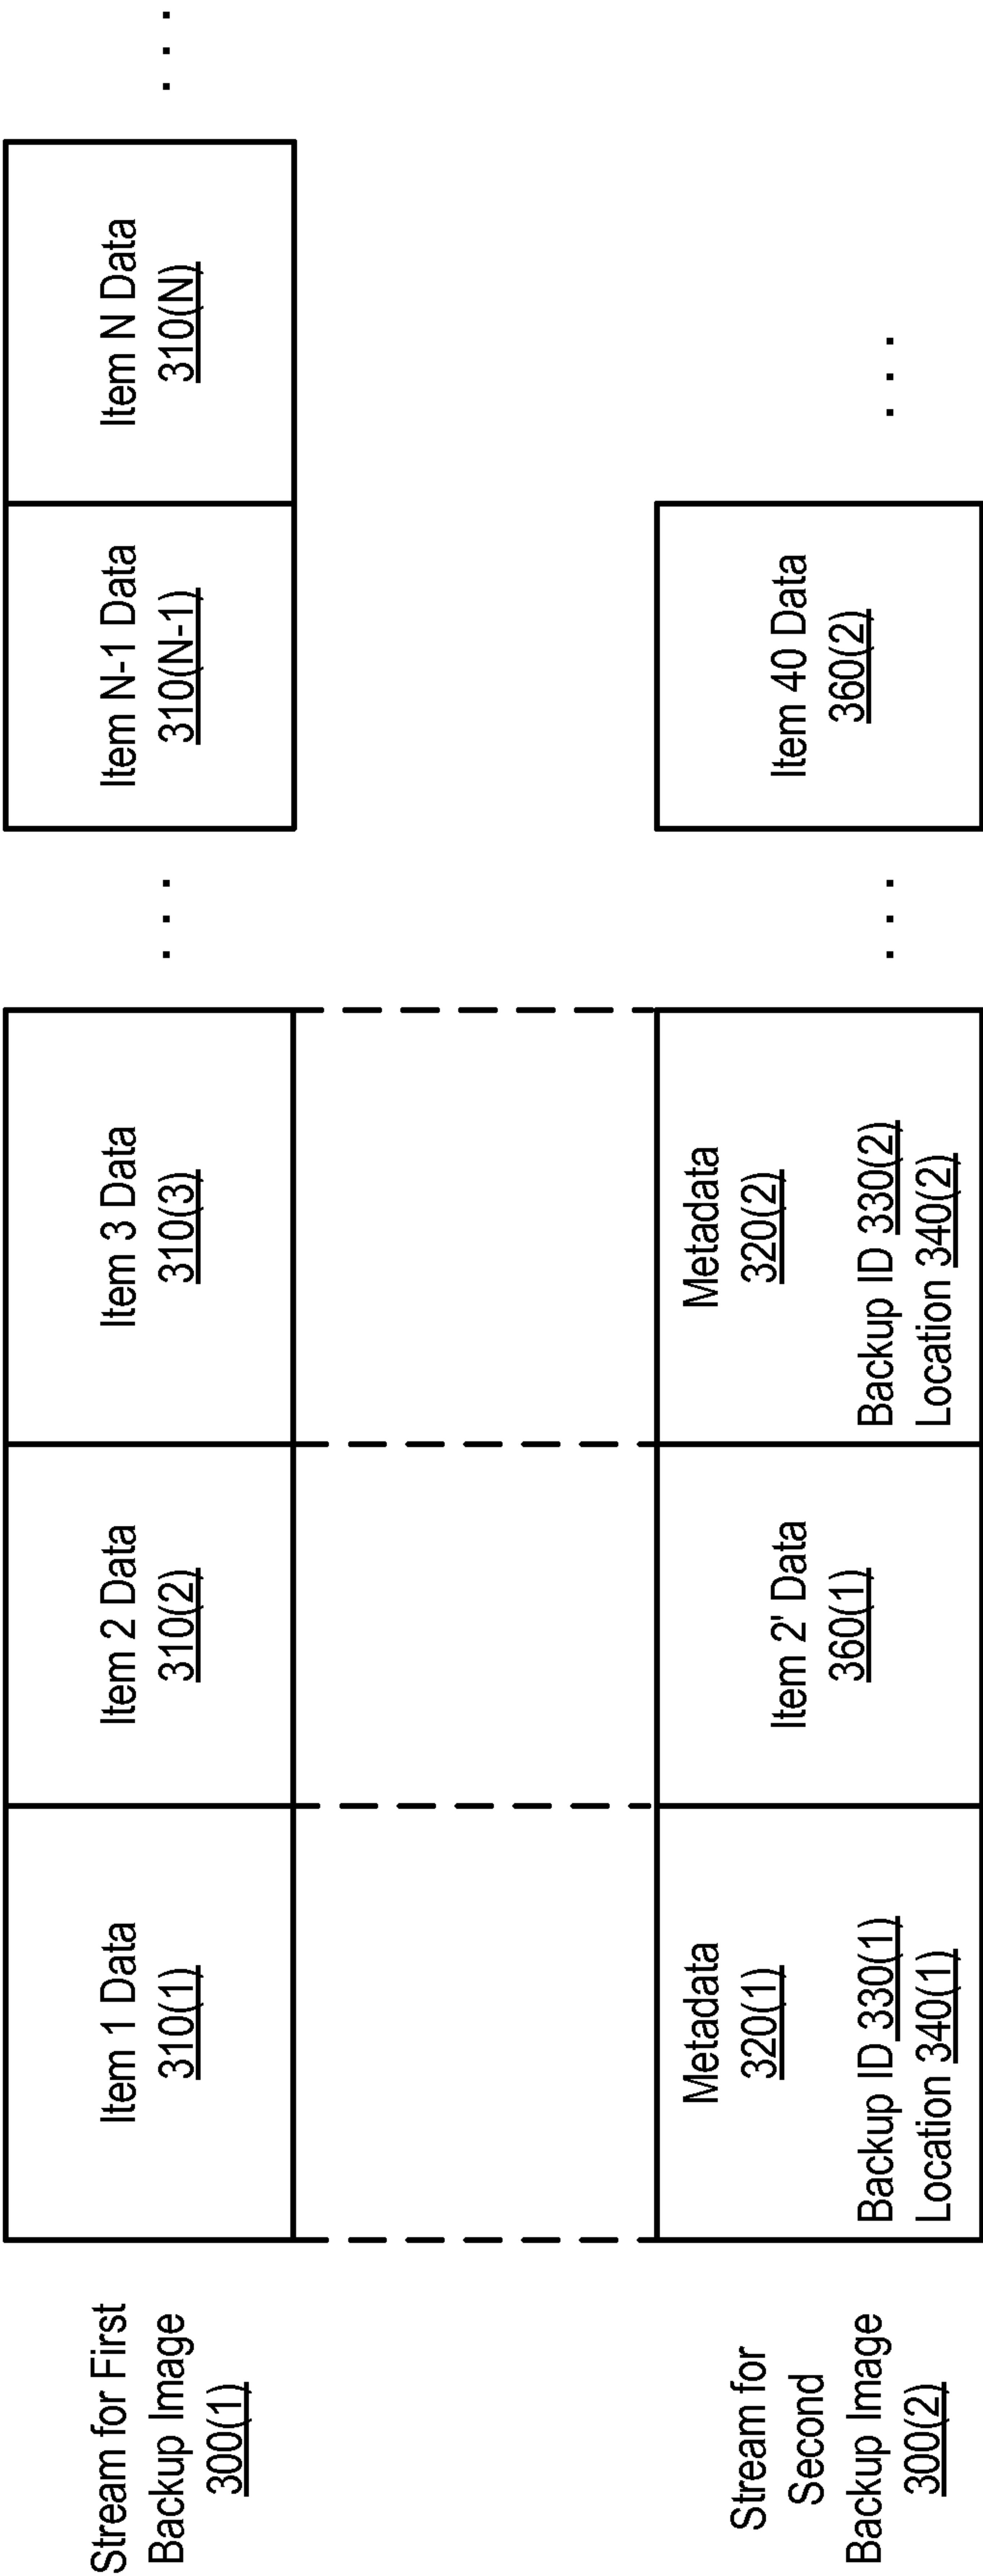 Stream for First
Backup Image
300(1)
Item 1 Data
310(1)
Item 2 Data
310(2)
Item 3 Data
310(3)
. . .
Item N-1 Data
310(N-1)
Item N Data
310(N)
. . .
Stream for
Second
Backup Image
300(2)
Metadata
320(1)
Backup ID 330(1)
Location 340(1)
Item 2' Data
360(1)
Metadata
320(2)
Backup ID 330(2)
Location 340(2)
. . .
Item 40 Data
360(2)
. . .